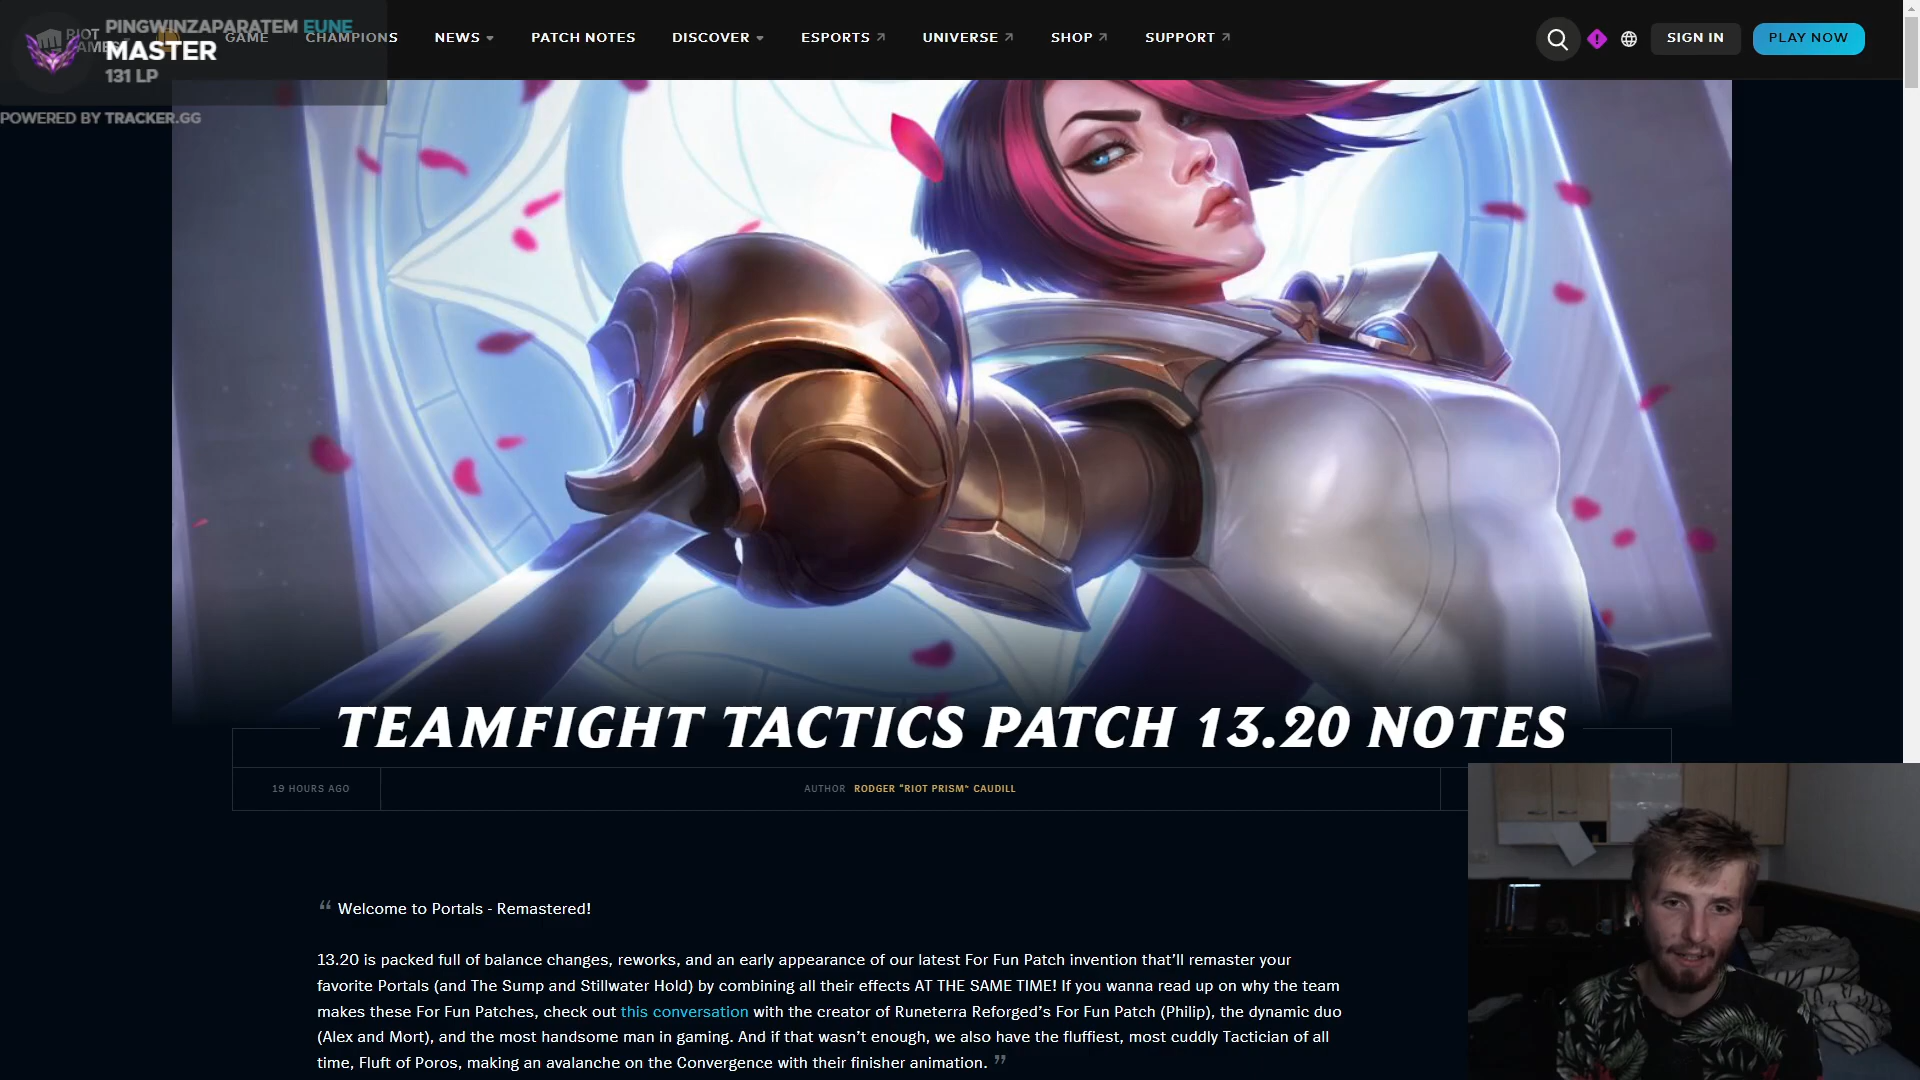 PINGWINZAPARATEM EUNE
MASTER
131 LP
POWERED BY TRACKER.GG
RIOT
GAME CHAMPIONS NEWS PATCH NOTES DISCOVER ESPORTS UNIVERSE SHOP SUPPORT SIGN IN PLAY NOW
TEAMFIGHT TACTICS PATCH 13.20 NOTES
19 HOURS AGO AUTHOR RODGER "RIOT PRISM" CAUDILL
“ Welcome to Portals - Remastered!
13.20 is packed full of balance changes, reworks, and an early appearance of our latest For Fun Patch invention that’ll remaster your
favorite Portals (and The Sump and Stillwater Hold) by combining all their effects AT THE SAME TIME! If you wanna read up on why the team
makes these For Fun Patches, check out this conversation with the creator of Runeterra Reforged’s For Fun Patch (Philip), the dynamic duo
(Alex and Mort), and the most handsome man in gaming. And if that wasn’t enough, we also have the fluffiest, most cuddly Tactician of all
time, Fluft of Poros, making an avalanche on the Convergence with their finisher animation. ”